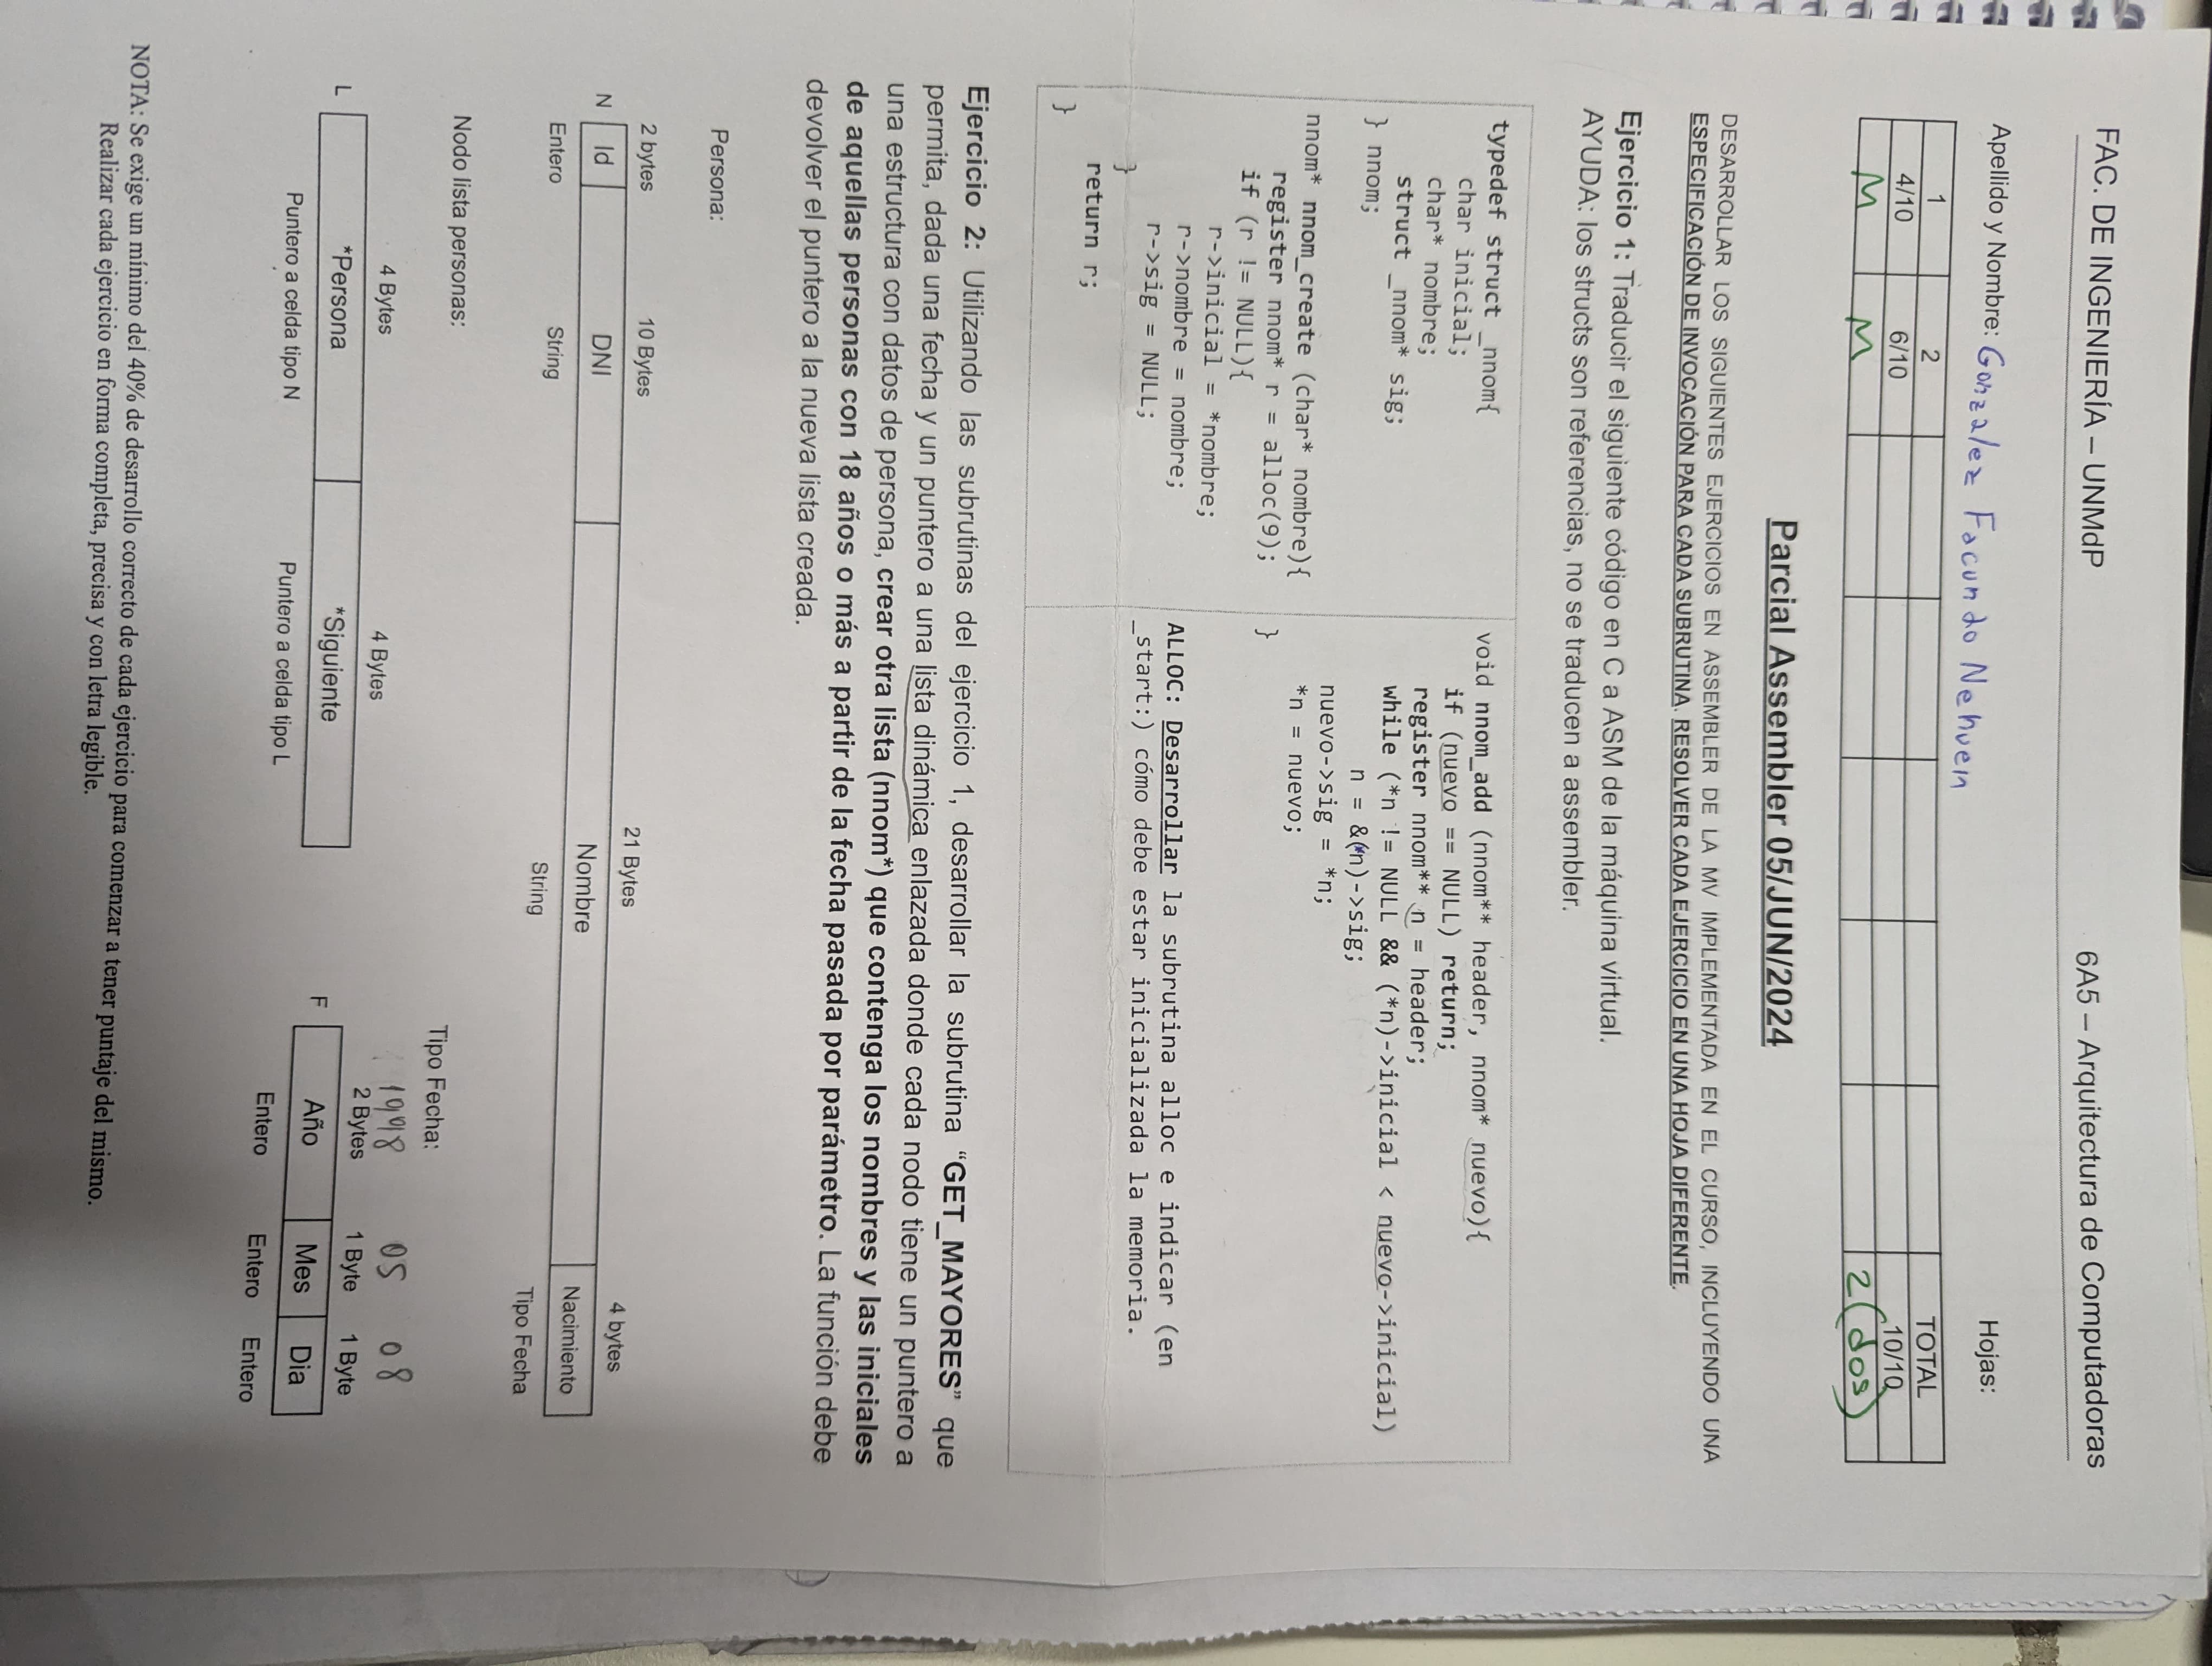 FAC. DE INGENIERÍA – UNMdP
6A5 – Arquitectura de Computadoras
Apellido y Nombre: Gonzalez Facundo Nehuen
Hojas:
1 2 TOTAL
4/10 6/10 10/10
M M 2 (dos)
Parcial Assembler 05/JUN/2024
DESARROLLAR LOS SIGUIENTES EJERCICIOS EN ASSEMBLER DE LA MV IMPLEMENTADA EN EL CURSO, INCLUYENDO UNA
ESPECIFICACIÓN DE INVOCACIÓN PARA CADA SUBRUTINA. RESOLVER CADA EJERCICIO EN UNA HOJA DIFERENTE.
Ejercicio 1: Traducir el siguiente código en C a ASM de la máquina virtual.
AYUDA: los structs son referencias, no se traducen a assembler.
typedef struct _nnom{
char inicial;
char* nombre;
struct _nnom* sig;
} nnom;
nnom* nnom_create (char* nombre){
register nnom* r = alloc(9);
if (r != NULL){
r->inicial = *nombre;
r->nombre = nombre;
r->sig = NULL;
}
return r;
}
void nnom_add (nnom** header, nnom* nuevo){
if (nuevo == NULL) return;
register nnom** n = header;
while (*n != NULL && (*n)->inicial < nuevo->inicial)
n = &(*n)->sig;
nuevo->sig = *n;
*n = nuevo;
}
ALLOC: Desarrollar la subrutina alloc e indicar (en
_start:) cómo debe estar inicializada la memoria.
Ejercicio 2: Utilizando las subrutinas del ejercicio 1, desarrollar la subrutina “GET_MAYORES” que
permita, dada una fecha y un puntero a una lista dinámica enlazada donde cada nodo tiene un puntero a
una estructura con datos de persona, crear otra lista (nnom*) que contenga los nombres y las iniciales
de aquellas personas con 18 años o más a partir de la fecha pasada por parámetro. La función debe
devolver el puntero a la nueva lista creada.
Persona:
2 bytes 10 Bytes 21 Bytes 4 bytes
N Id DNI Nombre Nacimiento
Entero String String Tipo Fecha
Nodo lista personas:
4 Bytes 4 Bytes
L *Persona *Siguiente
Puntero a celda tipo N Puntero a celda tipo L
Tipo Fecha:
1998 05 08
2 Bytes 1 Byte 1 Byte
F Año Mes Dia
Entero Entero Entero
NOTA: Se exige un mínimo del 40% de desarrollo correcto de cada ejercicio para comenzar a tener puntaje del mismo.
Realizar cada ejercicio en forma completa, precisa y con letra legible.